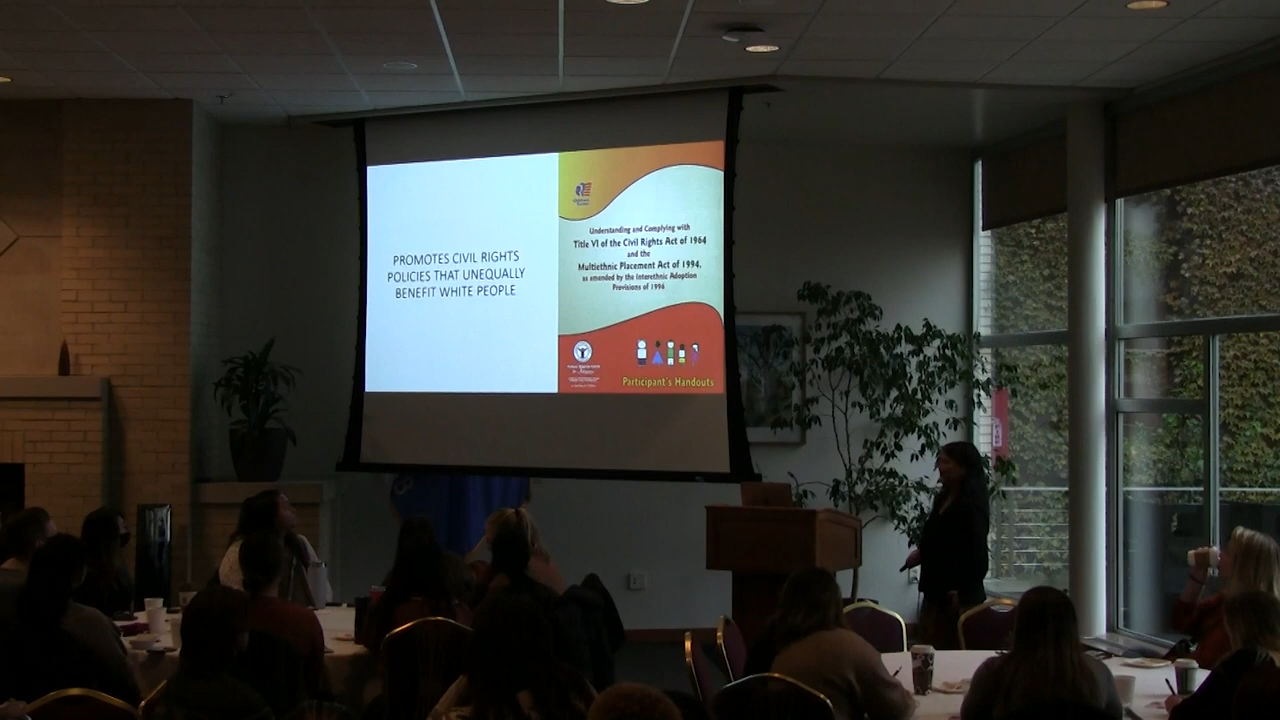 PROMOTES CIVIL RIGHTS
POLICIES THAT UNEQUALLY
BENEFIT WHITE PEOPLE
Understanding and Complying with
Title VI of the Civil Rights Act of 1964
and the
Multiethnic Placement Act of 1994,
as amended by the Interethnic Adoption
Provisions of 1996
Participant's Handouts